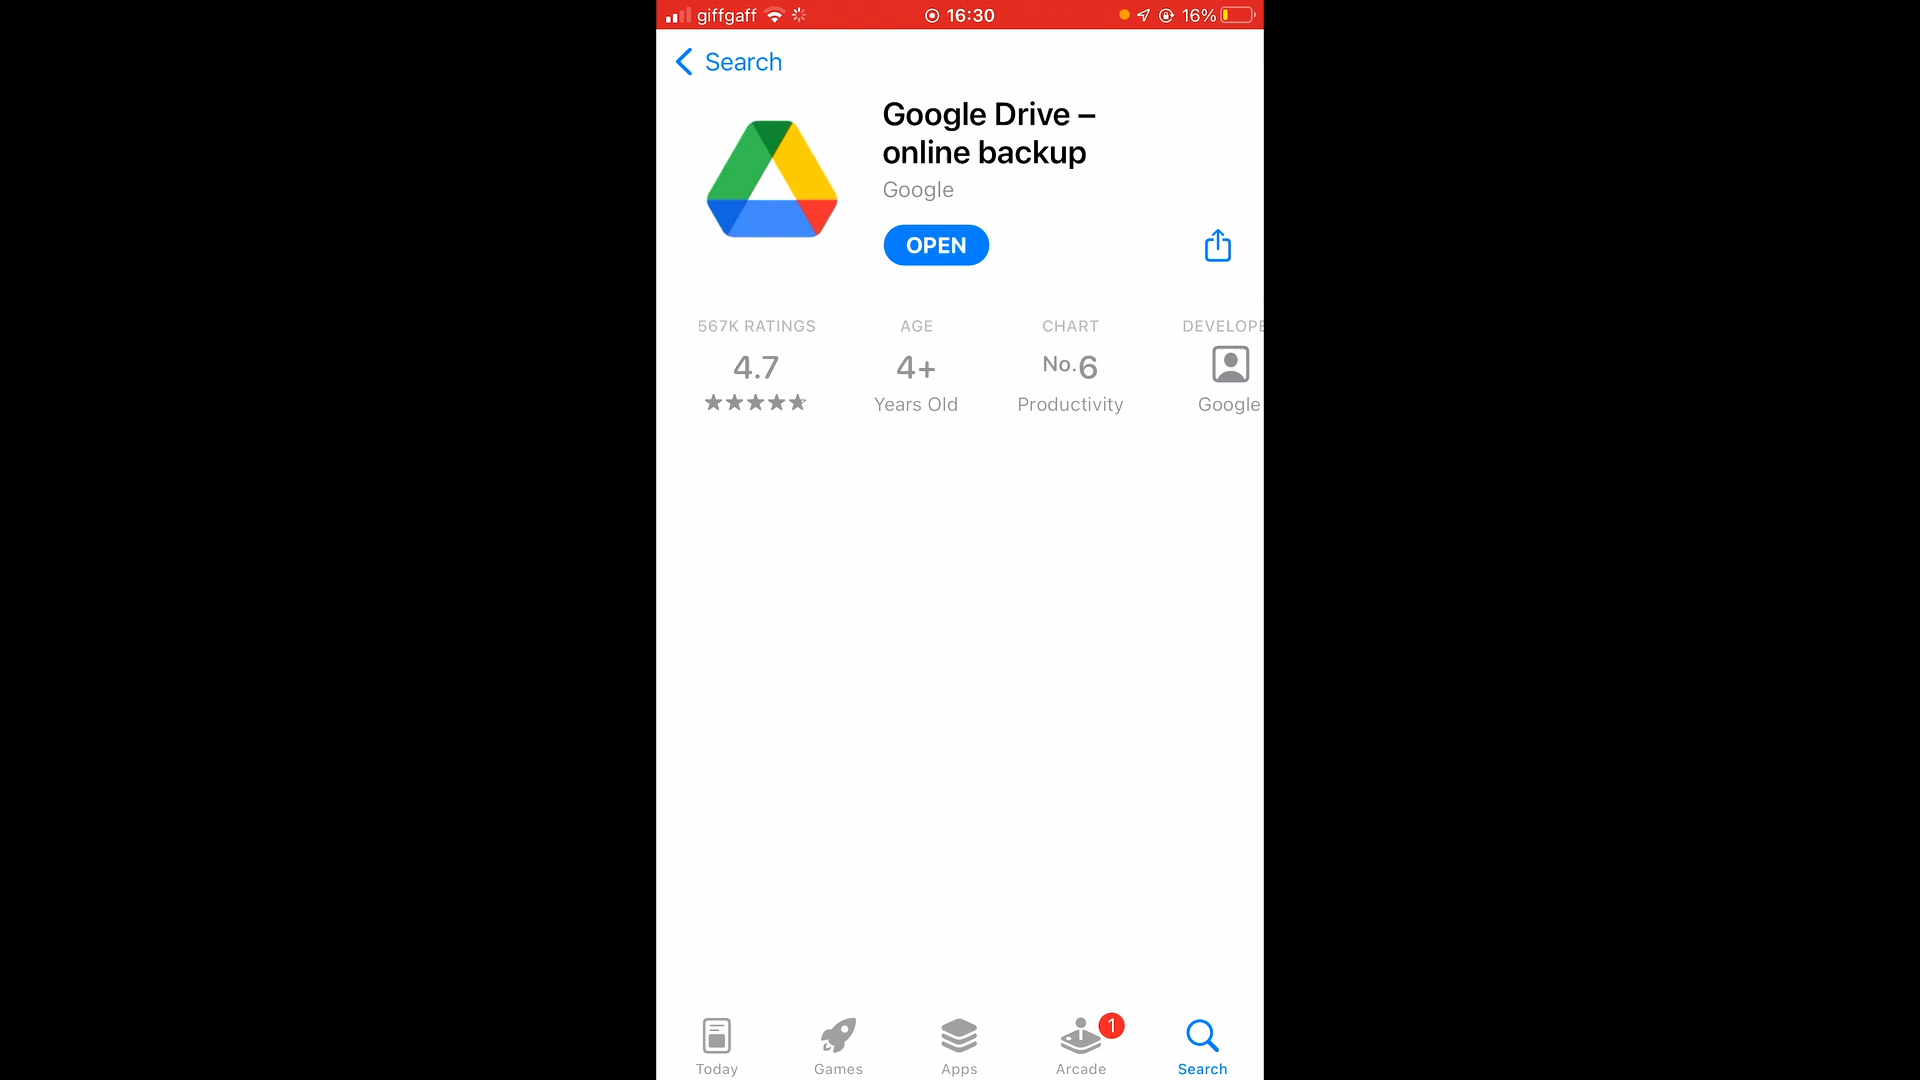 giffgaff 16:30 16%
Search
Google Drive –
online backup
Google
OPEN
567K RATINGS AGE CHART DEVELOPE
4.7 4+ No.6
Years Old Productivity Google
1
Today Games Apps Arcade Search